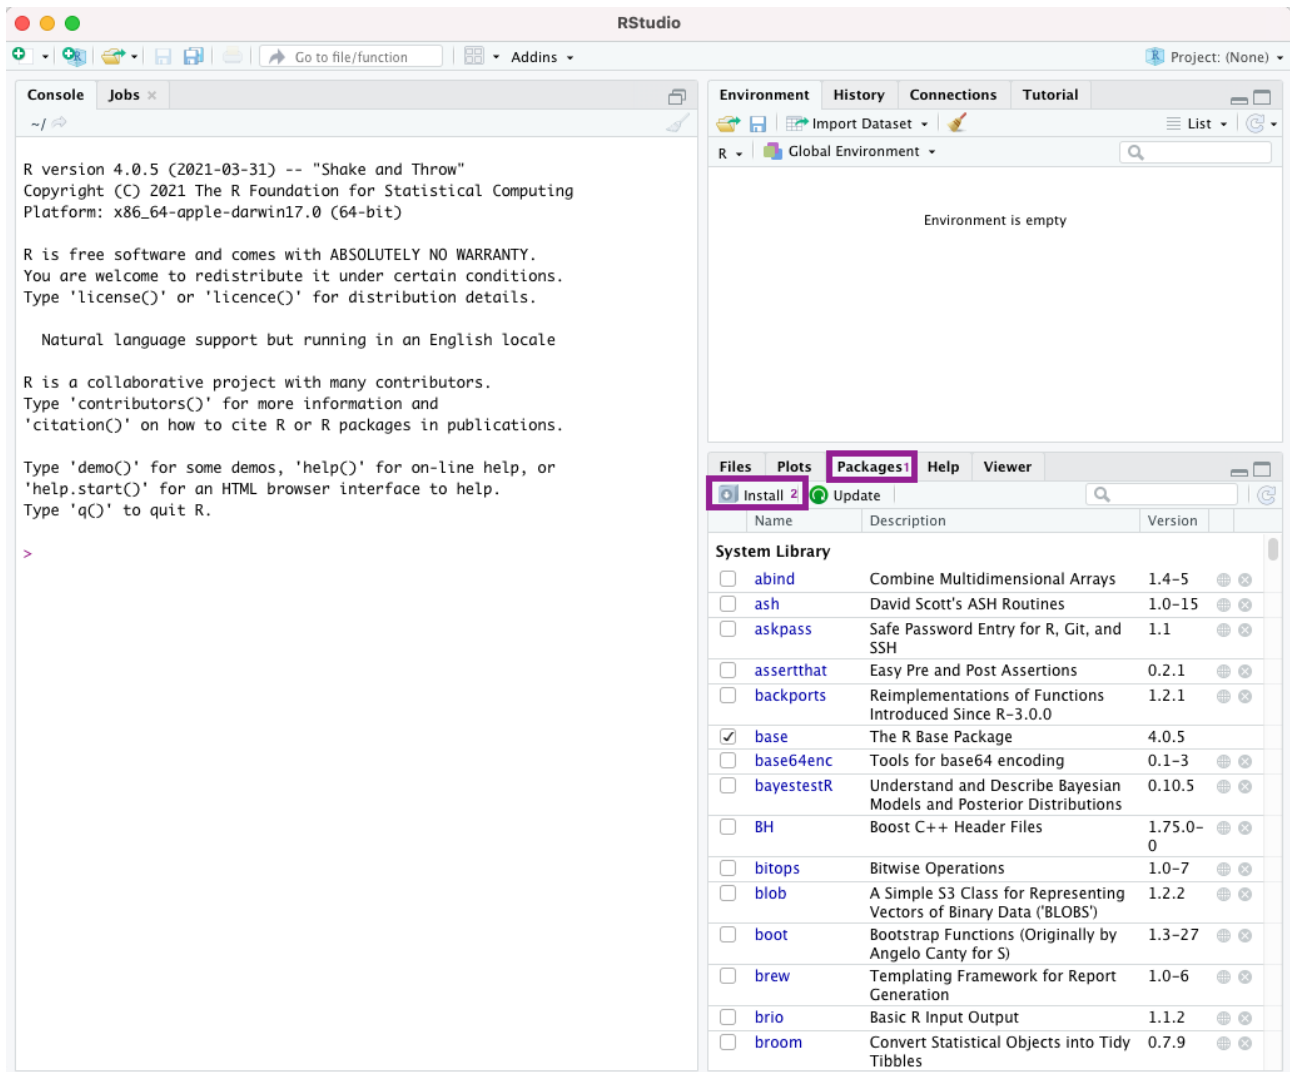 RStudio
Go to file/function
Addins
Project: (None)
Console Jobs
~/
R version 4.0.5 (2021-03-31) -- "Shake and Throw"
Copyright (C) 2021 The R Foundation for Statistical Computing
Platform: x86_64-apple-darwin17.0 (64-bit)
R is free software and comes with ABSOLUTELY NO WARRANTY.
You are welcome to redistribute it under certain conditions.
Type 'license()' or 'licence()' for distribution details.
Natural language support but running in an English locale
R is a collaborative project with many contributors.
Type 'contributors()' for more information and
'citation()' on how to cite R or R packages in publications.
Type 'demo()' for some demos, 'help()' for on-line help, or
'help.start()' for an HTML browser interface to help.
Type 'q()' to quit R.
>
Environment History Connections Tutorial
Import Dataset List
R Global Environment
Environment is empty
Files Plots Packages1 Help Viewer
Install 2 Update
Name Description Version
System Library
abind Combine Multidimensional Arrays 1.4-5
ash David Scott's ASH Routines 1.0-15
askpass Safe Password Entry for R, Git, and 1.1
SSH
assertthat Easy Pre and Post Assertions 0.2.1
backports Reimplementations of Functions 1.2.1
Introduced Since R-3.0.0
base The R Base Package 4.0.5
base64enc Tools for base64 encoding 0.1-3
bayestestR Understand and Describe Bayesian 0.10.5
Models and Posterior Distributions
BH Boost C++ Header Files 1.75.0-
0
bitops Bitwise Operations 1.0-7
blob A Simple S3 Class for Representing 1.2.2
Vectors of Binary Data ('BLOBS')
boot Bootstrap Functions (Originally by 1.3-27
Angelo Canty for S)
brew Templating Framework for Report 1.0-6
Generation
brio Basic R Input Output 1.1.2
broom Convert Statistical Objects into Tidy 0.7.9
Tibbles